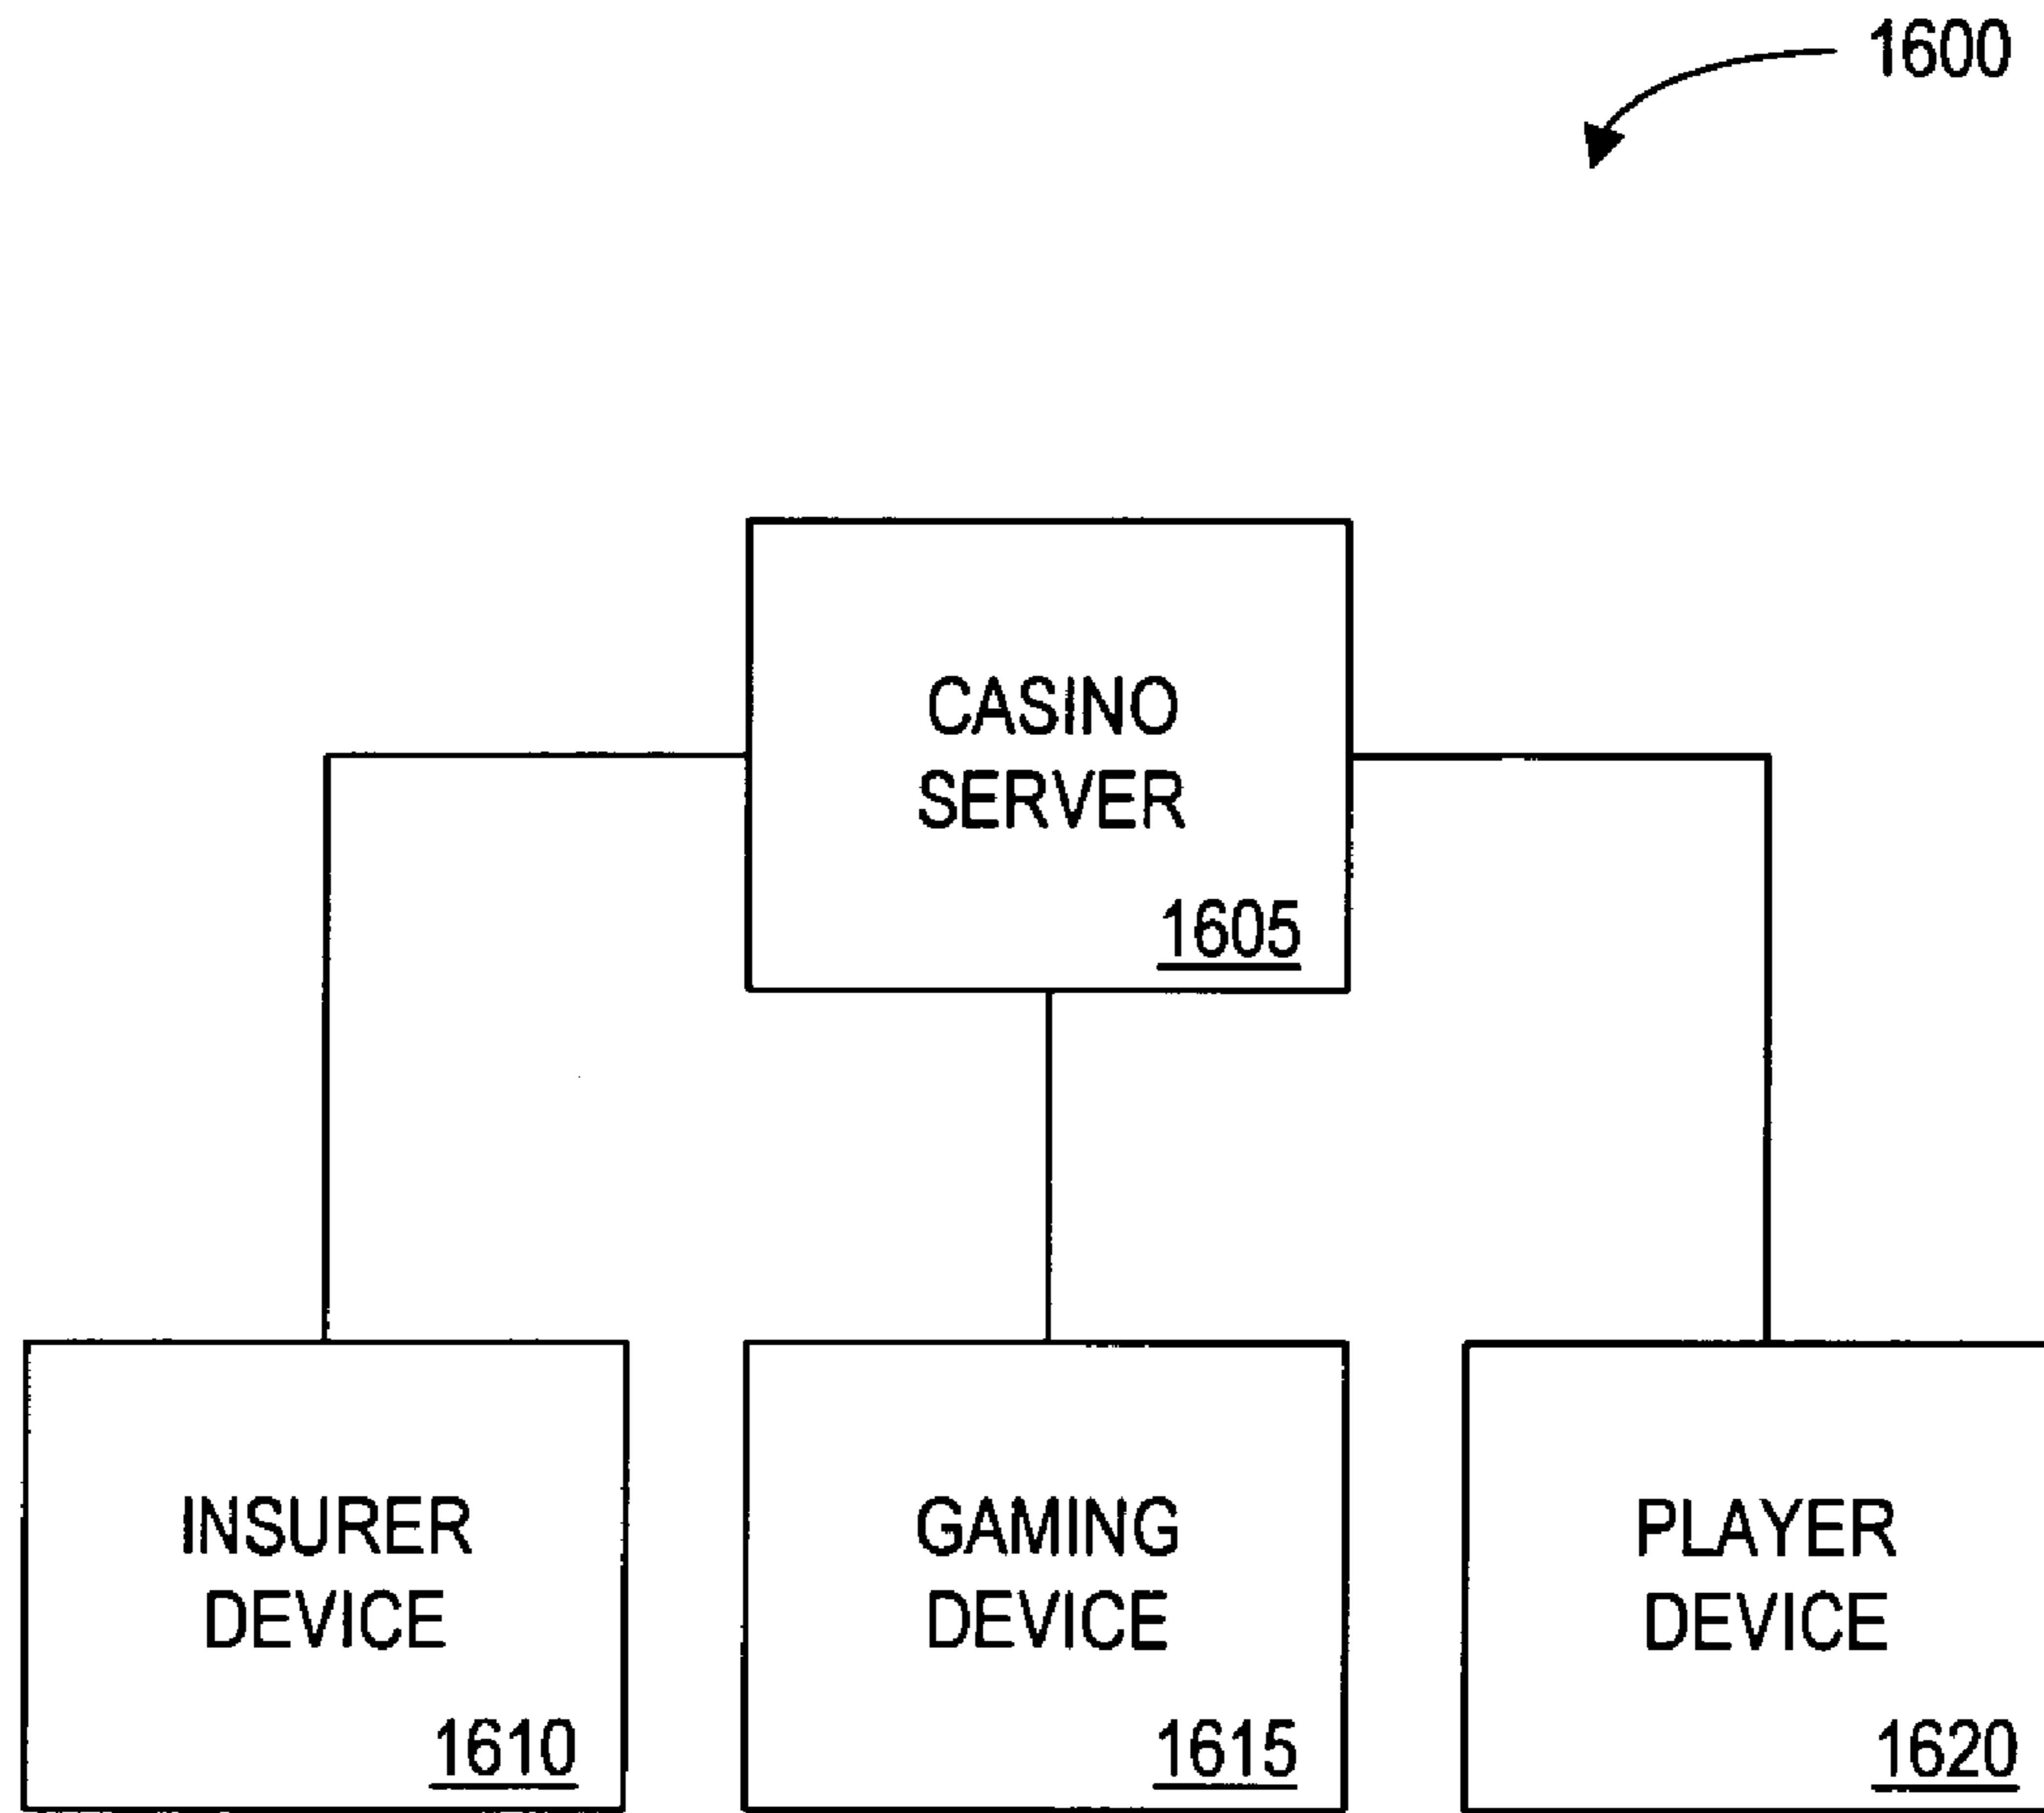 1600
CASINO
SERVER
1605
INSURER
DEVICE
1610
GAMING
DEVICE
1615
PLAYER
DEVICE
1620